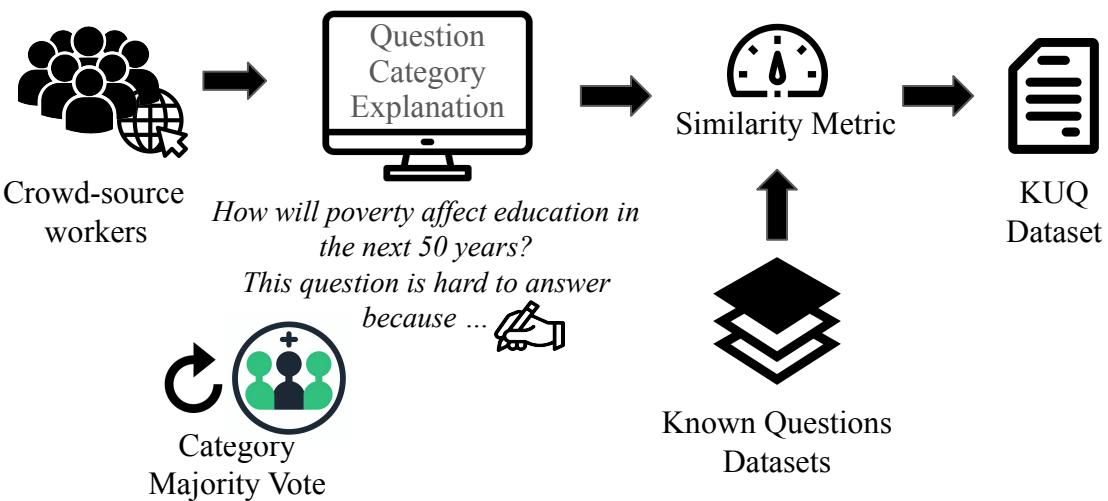 Question
Category
Explanation
Similarity Metric
Crowd-source
workers
How will poverty affect education in
the next 50 years?
This question is hard to answer
because ...
KUQ
Dataset
Category
Majority Vote
Known Questions
Datasets